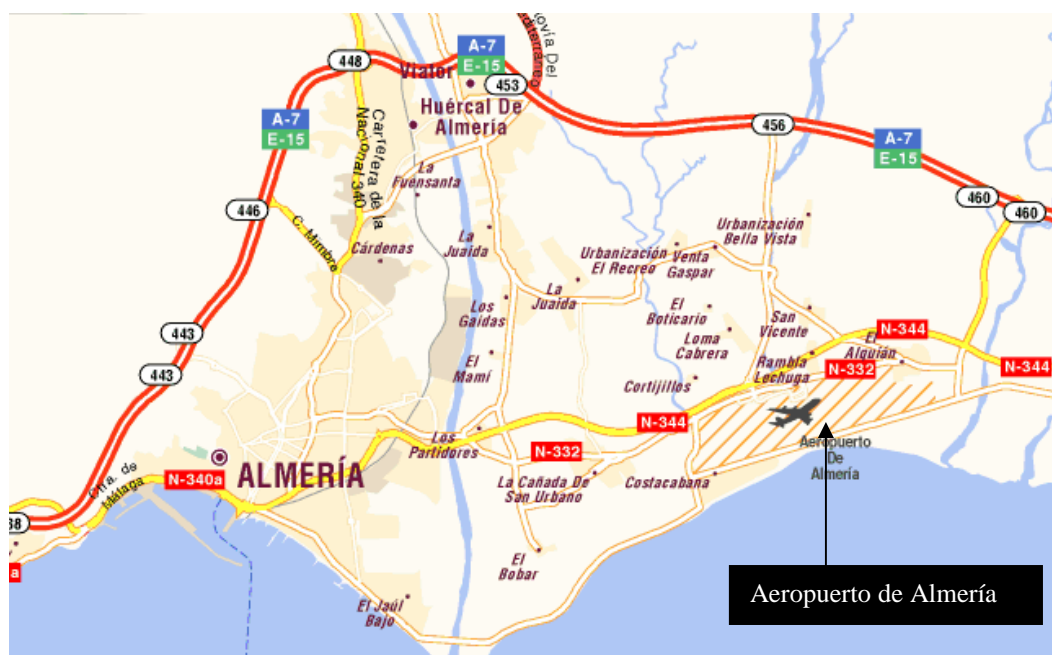 A-7
E-15
448
Viator
453
ovía Del
editerráneo
Huércal De
Almería
A-7
E-15
Carretera de la
Nacional 340
456
A-7
E-15
La
Fuensanta
446
C. Mimbre
460
460
Cárdenas
La
Juaida
Urbanización
El Recreo
Venta
Gaspar
Urbanización
Bella Vista
La
Juaida
Los
Gaidas
El
Boticario
San
Vicente
443
Loma
Cabrera
N-344
El
Alquián
443
El
Mamí
Cortijillos
Rambla
Lechuga
N-332
N-344
N-344
Los
Partidores
N-332
Aeropuerto
De
Almería
N-340a
ALMERÍA
La Cañada De
San Urbano
Costacabana
Málaga
38
a
El
Bobar
El Jaúl
Bajo
Aeropuerto de Almería